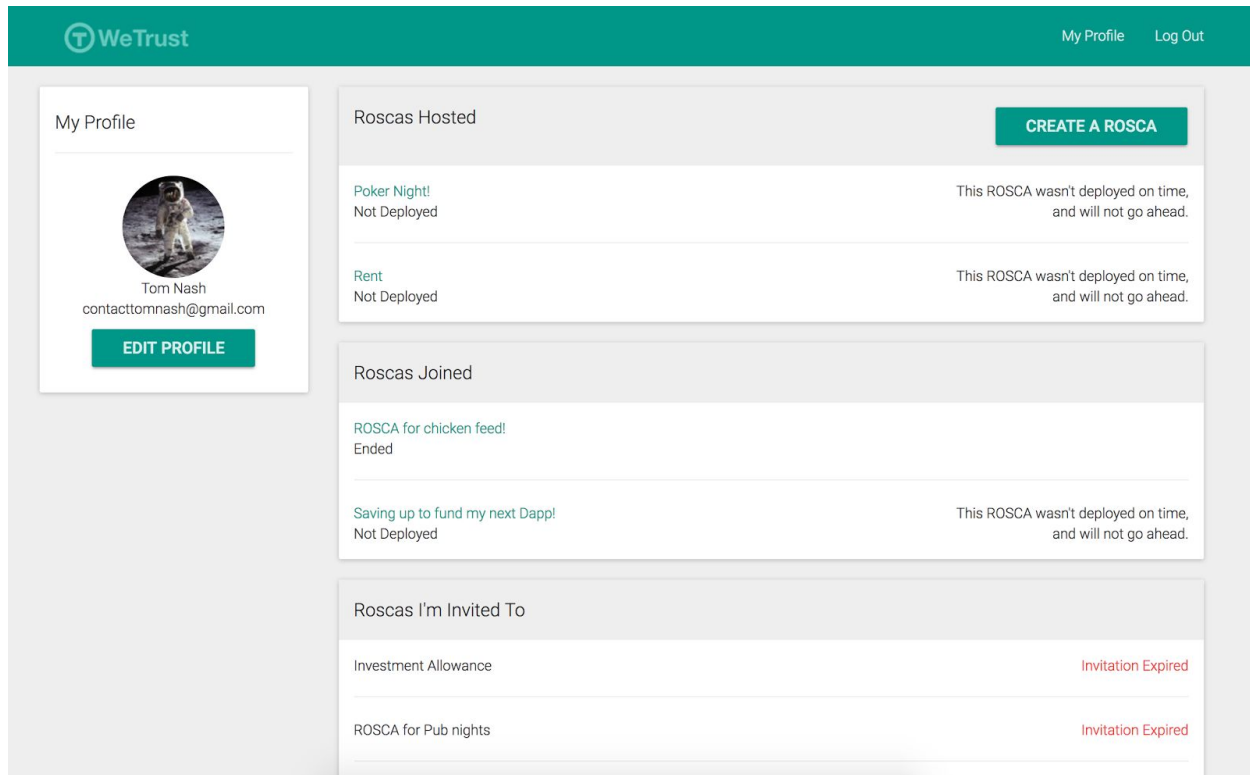 WeTrust
My Profile Log Out
My Profile
Tom Nash
contacttomnash@gmail.com
EDIT PROFILE
Roscas Hosted
CREATE A ROSCA
Poker Night!
Not Deployed
This ROSCA wasn't deployed on time,
and will not go ahead.
Rent
Not Deployed
This ROSCA wasn't deployed on time,
and will not go ahead.
Roscas Joined
ROSCA for chicken feed!
Ended
Saving up to fund my next Dapp!
Not Deployed
This ROSCA wasn't deployed on time,
and will not go ahead.
Roscas I'm Invited To
Investment Allowance
Invitation Expired
ROSCA for Pub nights
Invitation Expired